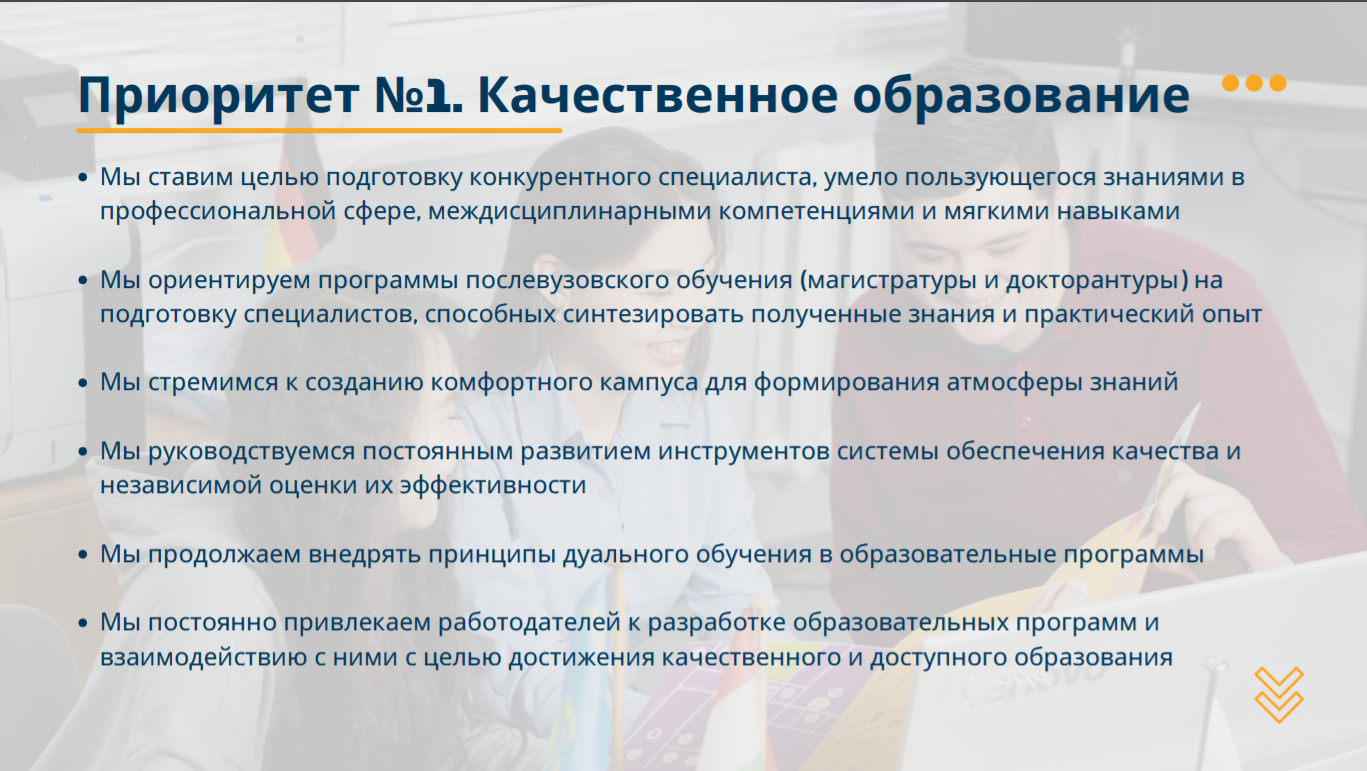 Приоритет №1. Качественное образование
• Мы ставим целью подготовку конкурентного специалиста, умело пользующегося знаниями в
профессиональной сфере, междисциплинарными компетенциями и мягкими навыками
• Мы ориентируем программы послевузовского обучения (магистратуры и докторантуры) на
подготовку специалистов, способных синтезировать полученные знания и практический опыт
• Мы стремимся к созданию комфортного кампуса для формирования атмосферы знаний
• Мы руководствуемся постоянным развитием инструментов системы обеспечения качества и
независимой оценки их эффективности
• Мы продолжаем внедрять принципы дуального обучения в образовательные программы
• Мы постоянно привлекаем работодателей к разработке образовательных программ и
взаимодействию с ними с целью достижения качественного и доступного образования